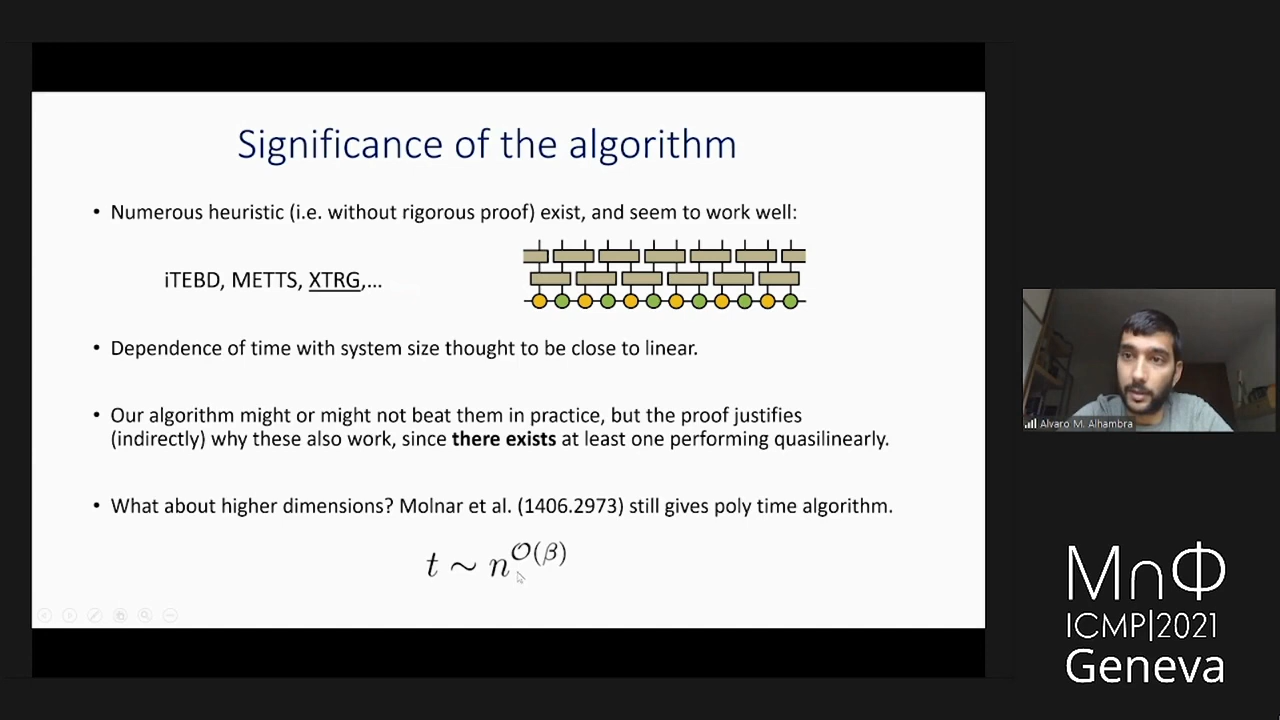 Significance of the algorithm
• Numerous heuristic (i.e. without rigorous proof) exist, and seem to work well:
iTEBD, METTS, XTRG,...
• Dependence of time with system size thought to be close to linear.
• Our algorithm might or might not beat them in practice, but the proof justifies
(indirectly) why these also work, since there exists at least one performing quasilinearly.
• What about higher dimensions? Molnar et al. (1406.2973) still gives poly time algorithm.
t ∼ n^{𝒪(β)}
Alvaro M. Alhambra
M∩Φ
ICMP|2021
Geneva